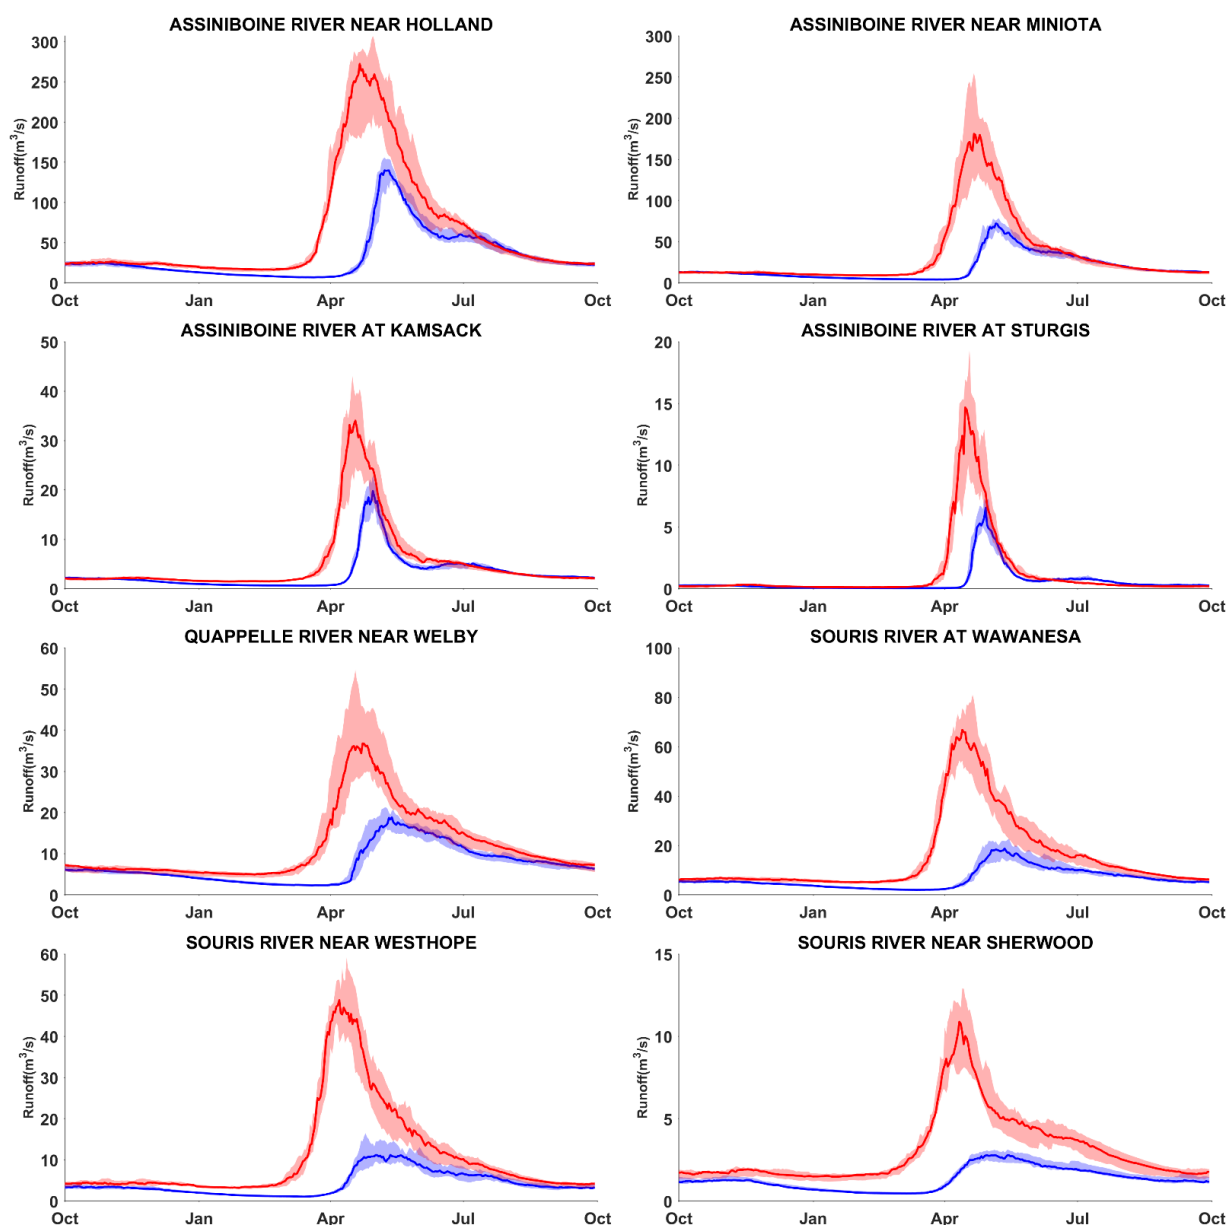 ASSINIBOINE RIVER NEAR HOLLAND
300
250
200
150
100
50
0
Runoff(m³/s)
Oct Jan Apr Jul Oct
ASSINIBOINE RIVER NEAR MINIOTA
300
250
200
150
100
50
0
Runoff(m³/s)
Oct Jan Apr Jul Oct
ASSINIBOINE RIVER AT KAMSACK
50
40
30
20
10
0
Runoff(m³/s)
Oct Jan Apr Jul Oct
ASSINIBOINE RIVER AT STURGIS
20
15
10
5
0
Runoff(m³/s)
Oct Jan Apr Jul Oct
QUAPPELLE RIVER NEAR WELBY
60
50
40
30
20
10
0
Runoff(m³/s)
Oct Jan Apr Jul Oct
SOURIS RIVER AT WAWANESA
100
80
60
40
20
0
Runoff(m³/s)
Oct Jan Apr Jul Oct
SOURIS RIVER NEAR WESTHOPE
60
50
40
30
20
10
0
Runoff(m³/s)
Oct Jan Apr Jul Oct
SOURIS RIVER NEAR SHERWOOD
15
10
5
0
Runoff(m³/s)
Oct Jan Apr Jul Oct